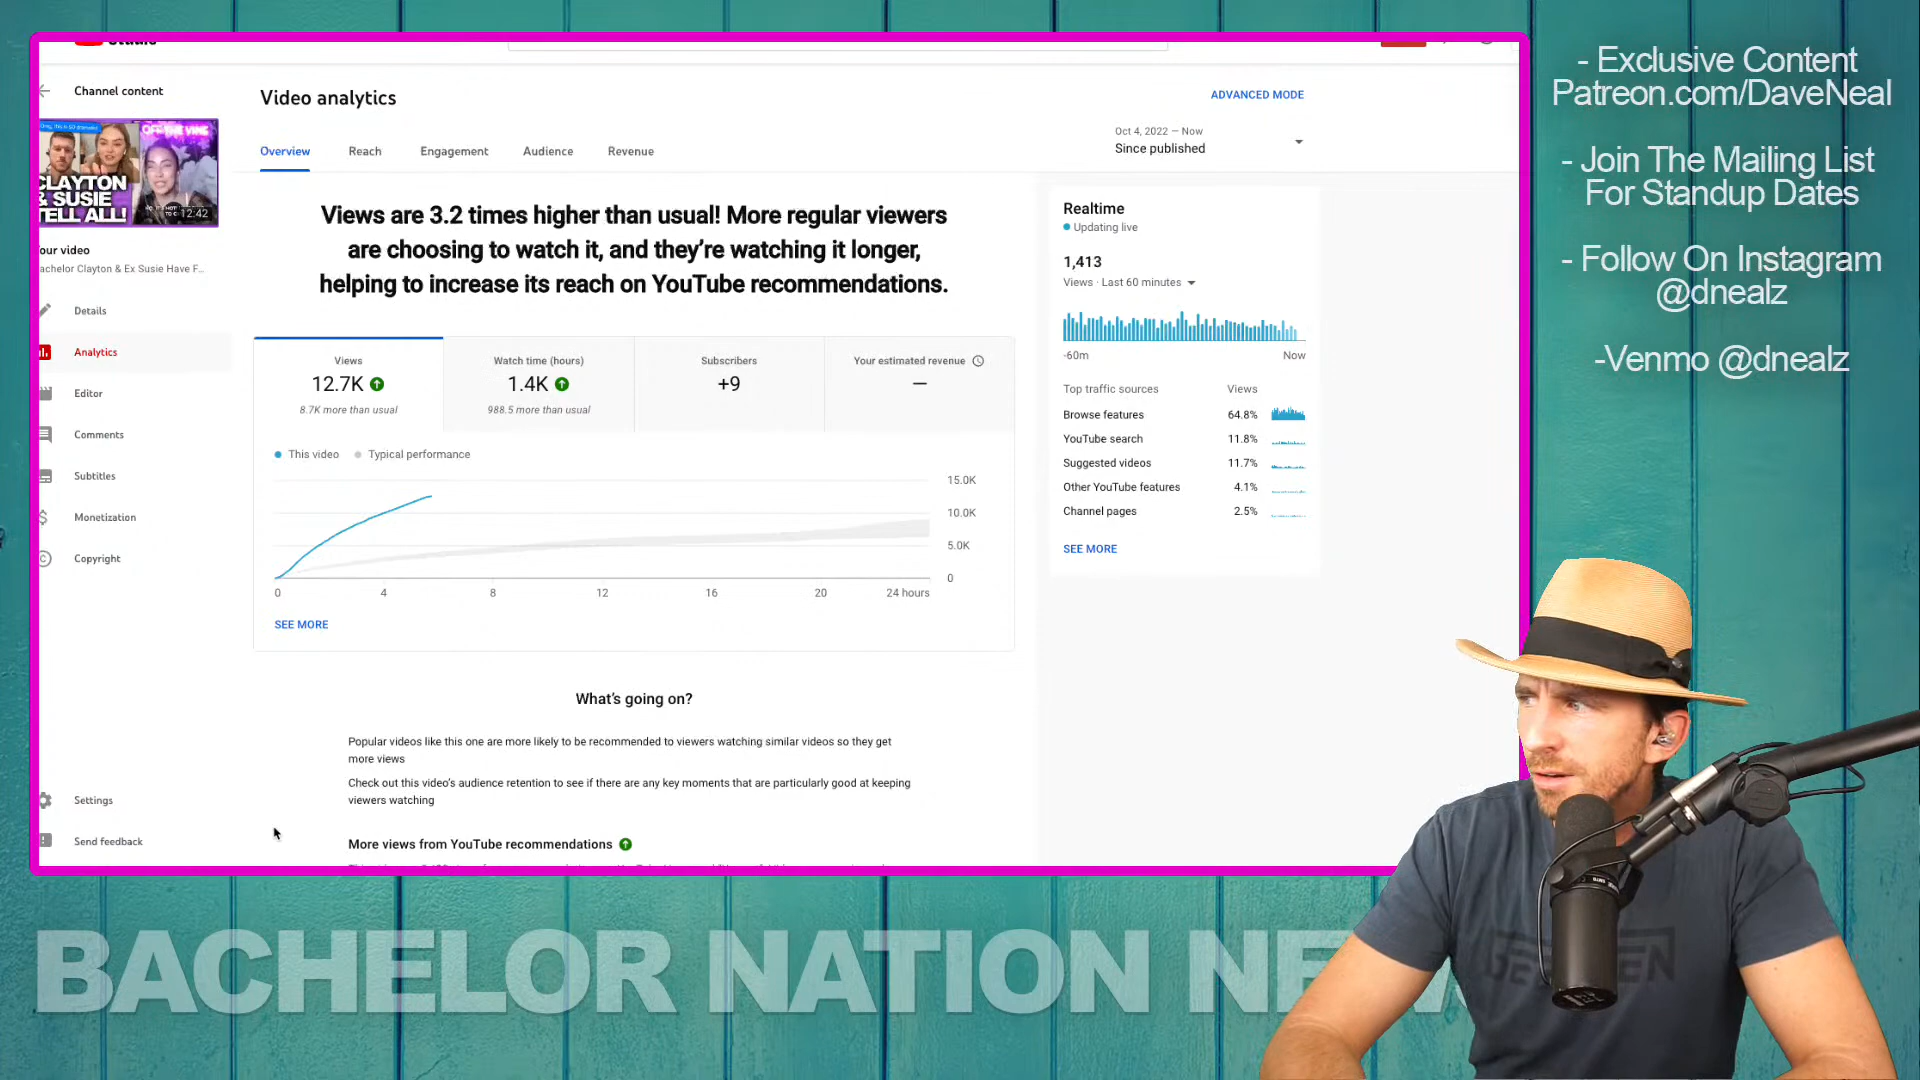 - Exclusive Content
Patreon.com/DaveNeal
- Join The Mailing List
For Standup Dates
- Follow On Instagram
@dnealz
-Venmo @dnealz
Channel content
CLAYTON
& SUSIE
TELL ALL!
OFF THE VINE
12:42
Your video
Bachelor Clayton & Ex Susie Have F...
Details
Analytics
Editor
Comments
Subtitles
Monetization
Copyright
Settings
Send feedback
Video analytics
ADVANCED MODE
Overview
Reach
Engagement
Audience
Revenue
Oct 4, 2022 – Now
Since published
Views are 3.2 times higher than usual! More regular viewers
are choosing to watch it, and they're watching it longer,
helping to increase its reach on YouTube recommendations.
Views
12.7K
8.7K more than usual
Watch time (hours)
1.4K
988.5 more than usual
Subscribers
+9
Your estimated revenue
—
This video
Typical performance
15.0K
10.0K
5.0K
0
0
4
8
12
16
20
24 hours
SEE MORE
What's going on?
Popular videos like this one are more likely to be recommended to viewers watching similar videos so they get
more views
Check out this video's audience retention to see if there are any key moments that are particularly good at keeping
viewers watching
More views from YouTube recommendations
Realtime
Updating live
1,413
Views · Last 60 minutes
-60m
Now
Top traffic sources
Views
Browse features
64.8%
YouTube search
11.8%
Suggested videos
11.7%
Other YouTube features
4.1%
Channel pages
2.5%
SEE MORE
BACHELOR NATION NEWS